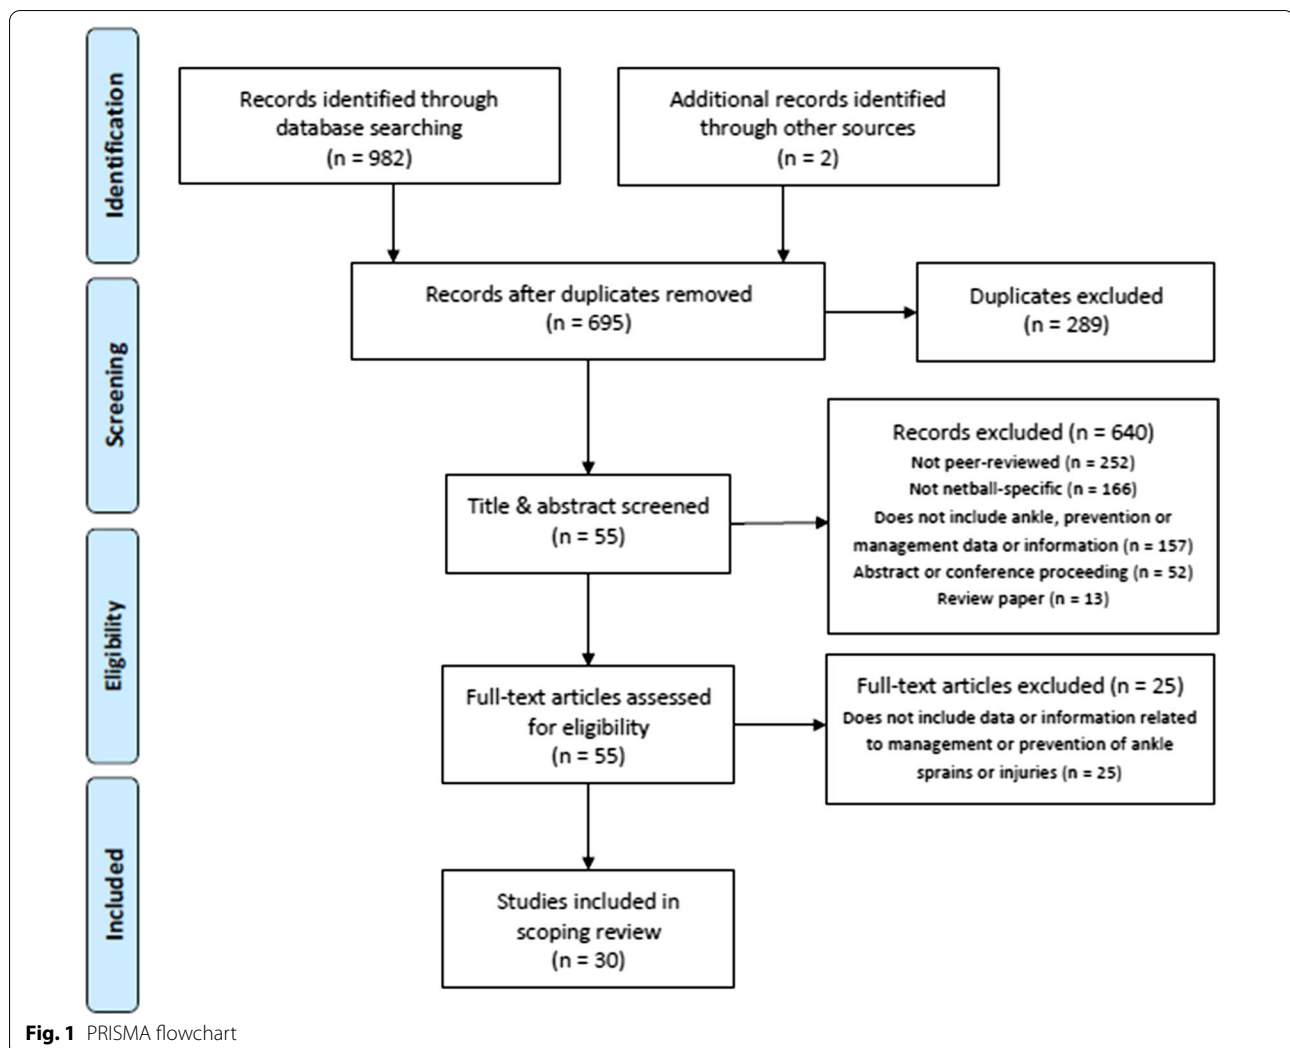 Identification
Records identified through
database searching
(n = 982)
Additional records identified
through other sources
(n = 2)
Screening
Records after duplicates removed
(n = 695)
Duplicates excluded
(n = 289)
Title & abstract screened
(n = 55)
Records excluded (n = 640)
Not peer-reviewed (n = 252)
Not netball-specific (n = 166)
Does not include ankle, prevention or
management data or information (n = 157)
Abstract or conference proceeding (n = 52)
Review paper (n = 13)
Eligibility
Full-text articles assessed
for eligibility
(n = 55)
Full-text articles excluded (n = 25)
Does not include data or information related
to management or prevention of ankle
sprains or injuries (n = 25)
Included
Studies included in
scoping review
(n = 30)
Fig. 1 PRISMA flowchart